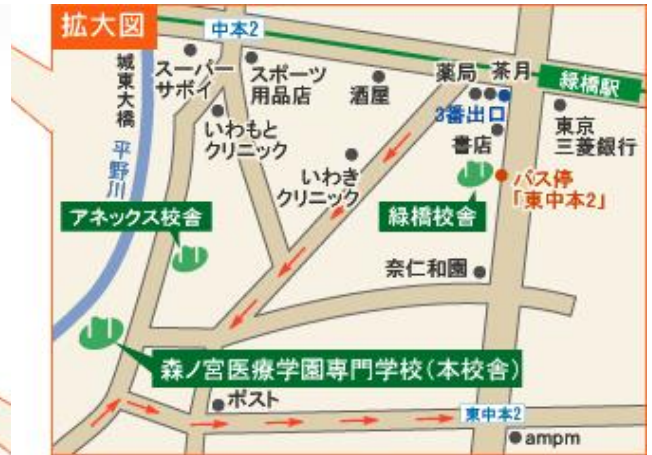 拡大図
中本2
城東大橋
平野川
スーパー
サボイ
スポーツ
用品店
酒屋
薬局
茶月
緑橋駅
3番出口
書店
東京
三菱銀行
いわもと
クリニック
いわき
クリニック
バス停
「東中本2」
緑橋校舎
アネックス校舎
奈仁和園
森ノ宮医療学園専門学校(本校舎)
ポスト
東中本2
ampm